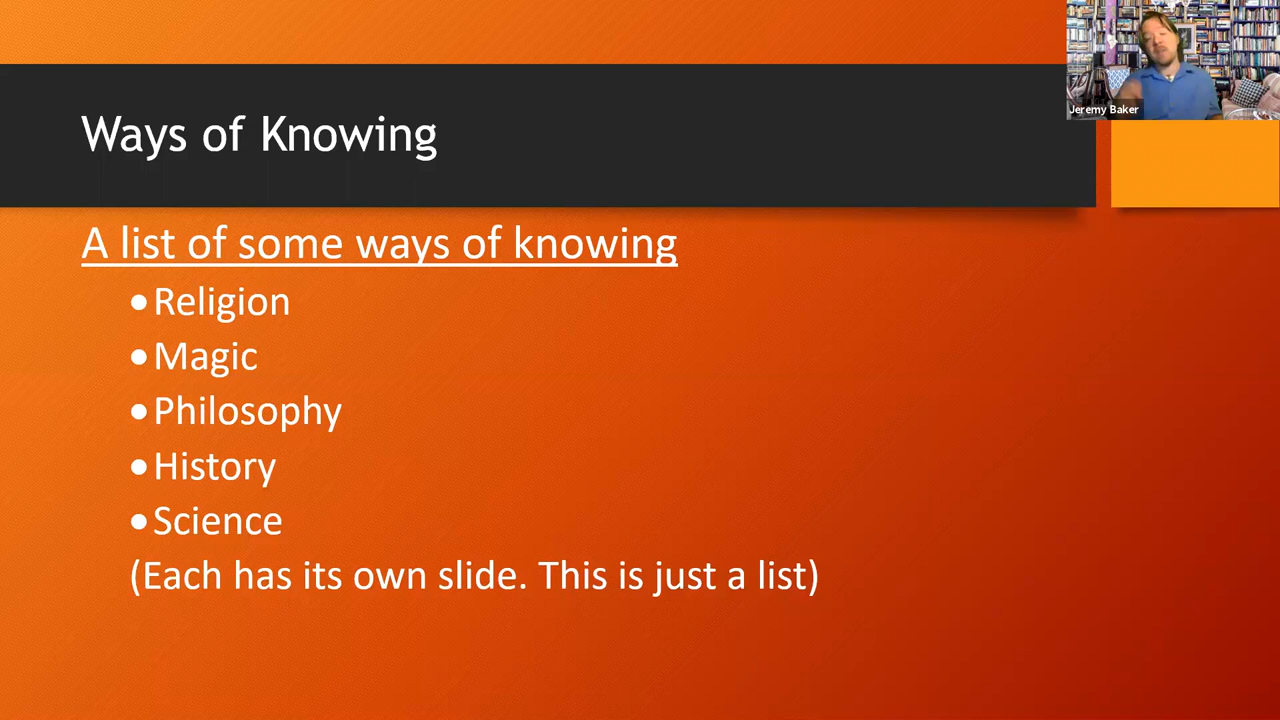 Jeremy Baker
Ways of Knowing
A list of some ways of knowing
•Religion
•Magic
•Philosophy
•History
•Science
(Each has its own slide. This is just a list)